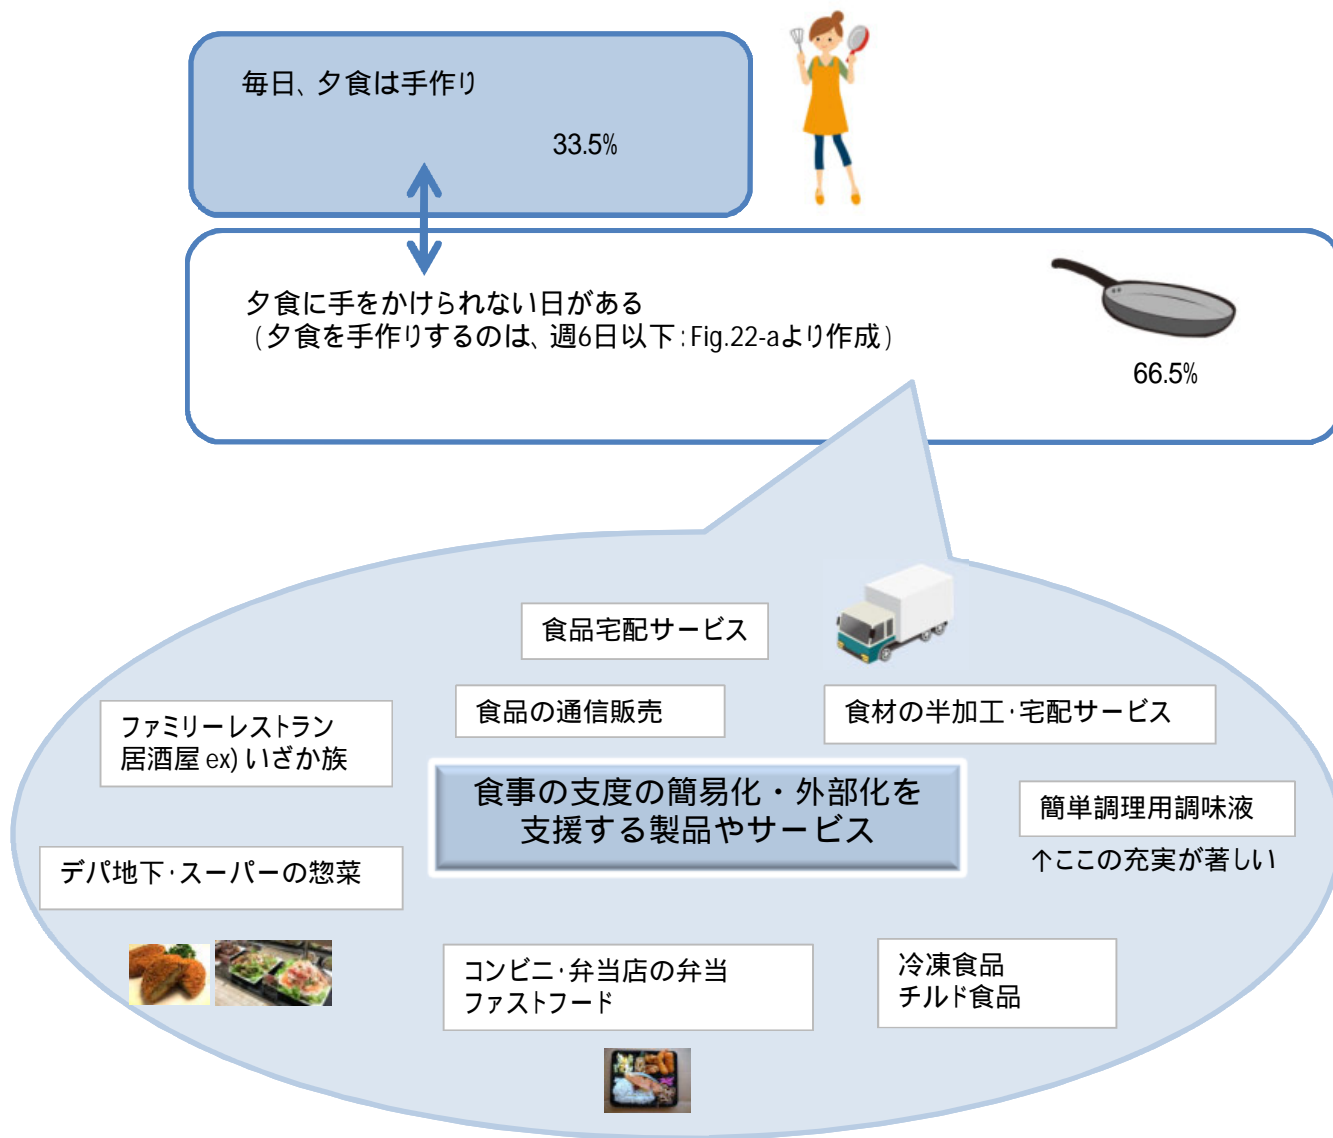 毎日、夕食は手作り
33.5%
夕食に手をかけられない日がある
(夕食を手作りするのは、週6日以下:Fig.22-aより作成)
66.5%
食品宅配サービス
食品の通信販売
食材の半加工・宅配サービス
ファミリーレストラン
居酒屋 ex) いざか族
食事の支度の簡易化・外部化を
支援する製品やサービス
簡単調理用調味液
↑ここの充実が著しい
デパ地下・スーパーの惣菜
コンビニ・弁当店の弁当
ファストフード
冷凍食品
チルド食品